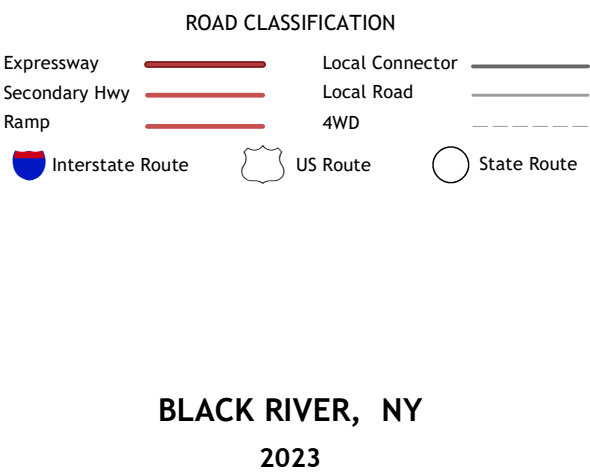 ROAD CLASSIFICATION
Expressway
Local Connector
Secondary Hwy
Local Road
Ramp
4WD
Interstate Route
US Route
State Route
BLACK RIVER, NY
2023